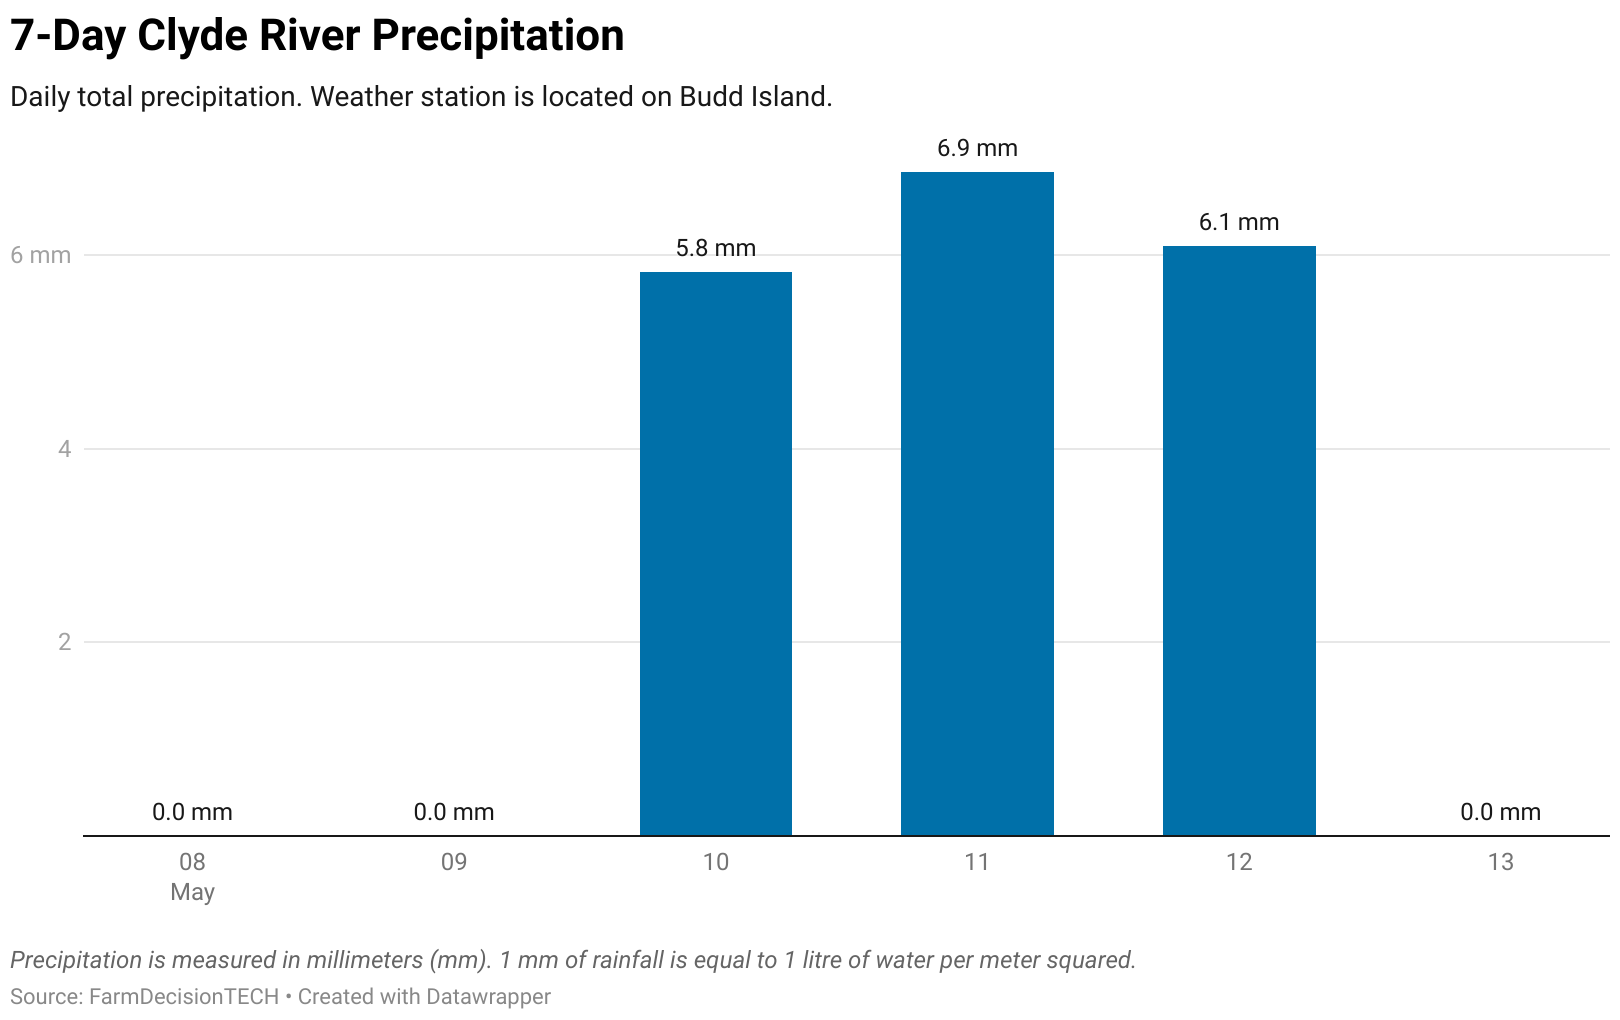 7-Day Clyde River Precipitation
Daily total precipitation. Weather station is located on Budd Island.
6.9 mm
6.1 mm
5.8 mm
6 mm
4
2
0.0 mm
0.0 mm
0.0 mm
08
09
10
11
12
13
May
Precipitation is measured in millimeters (mm). 1 mm of rainfall is equal to 1 litre of water per meter squared.
Source: FarmDecisionTECH • Created with Datawrapper